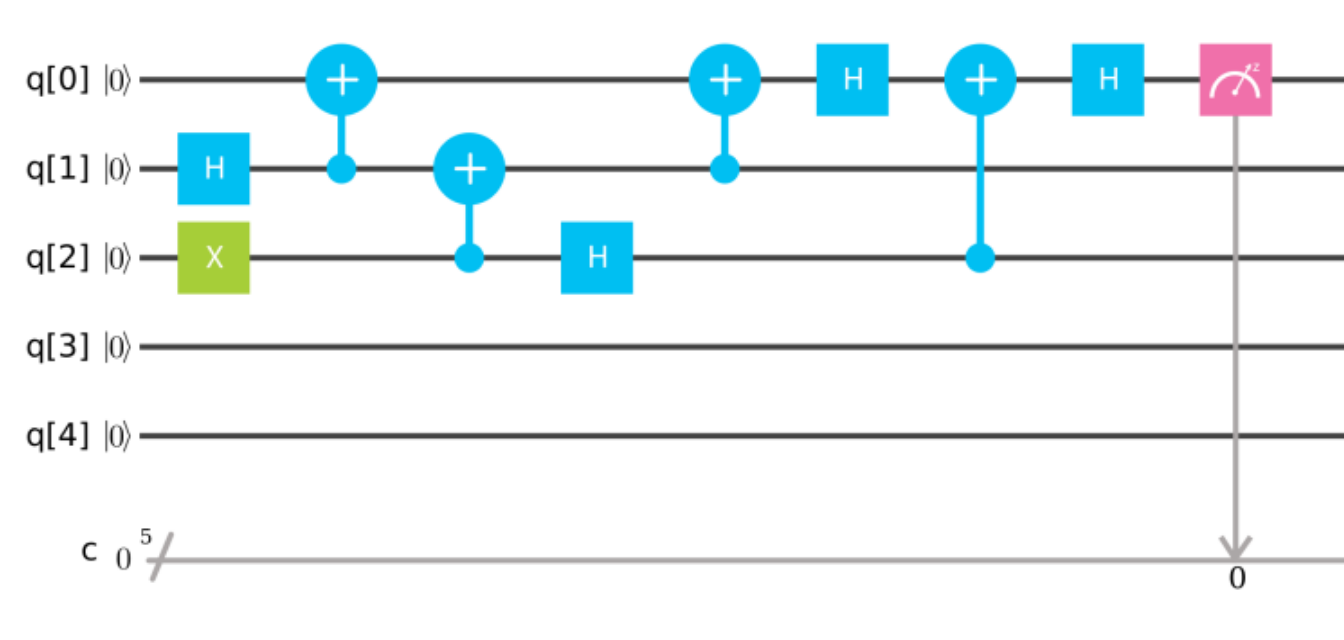 q[0] |0⟩ + + H + H z
q[1] |0⟩ H +
q[2] |0⟩ X H
q[3] |0⟩
q[4] |0⟩
c 0 5
0